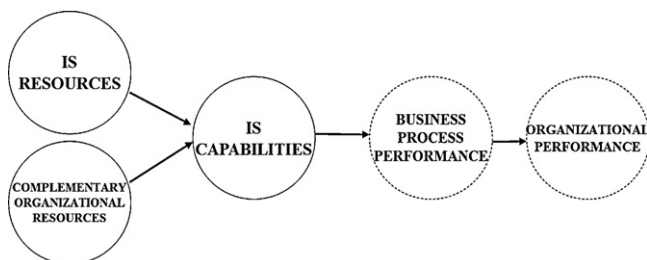 IS
RESOURCES
COMPLEMENTARY
ORGANIZATIONAL
RESOURCES
IS
CAPABILITIES
BUSINESS
PROCESS
PERFORMANCE
ORGANIZATIONAL
PERFORMANCE